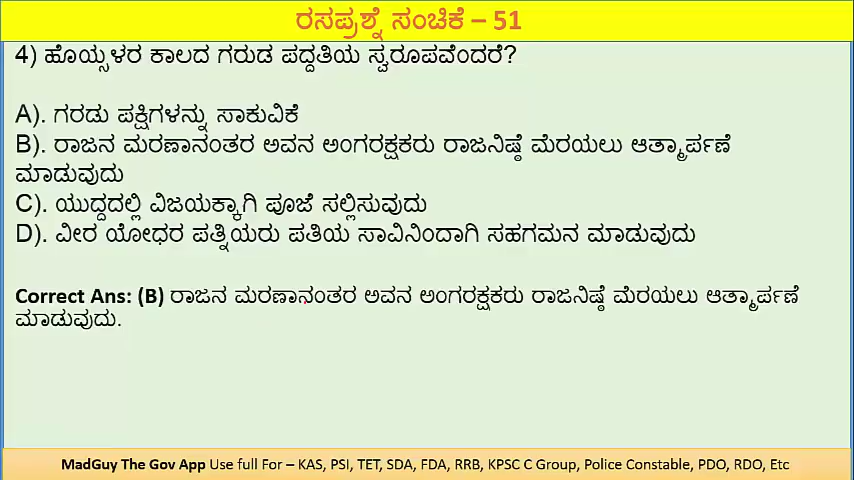 ರಸಪ್ರಶ್ನೆ ಸಂಚಿಕೆ – 51
4) ಹೊಯ್ಸಳರ ಕಾಲದ ಗರುಡ ಪದ್ದತಿಯ ಸ್ವರೂಪವೆಂದರೆ?
A). ಗರಡು ಪಕ್ಷಿಗಳನ್ನು ಸಾಕುವಿಕೆ
B). ರಾಜನ ಮರಣಾನಂತರ ಅವನ ಅಂಗರಕ್ಷಕರು ರಾಜನಿಷ್ಠೆ ಮೆರಯಲು ಆತ್ಮಾರ್ಪಣೆ
ಮಾಡುವುದು
C). ಯುದ್ದದಲ್ಲಿ ವಿಜಯಕ್ಕಾಗಿ ಪೂಜೆ ಸಲ್ಲಿಸುವುದು
D). ವೀರ ಯೋಧರ ಪತ್ನಿಯರು ಪತಿಯ ಸಾವಿನಿಂದಾಗಿ ಸಹಗಮನ ಮಾಡುವುದು
Correct Ans: (B) ರಾಜನ ಮರಣಾನಂತರ ಅವನ ಅಂಗರಕ್ಷಕರು ರಾಜನಿಷ್ಠೆ ಮೆರಯಲು ಆತ್ಮಾರ್ಪಣೆ
ಮಾಡುವುದು.
MadGuy The Gov App Use full For – KAS, PSI, TET, SDA, FDA, RRB, KPSC C Group, Police Constable, PDO, RDO, Etc